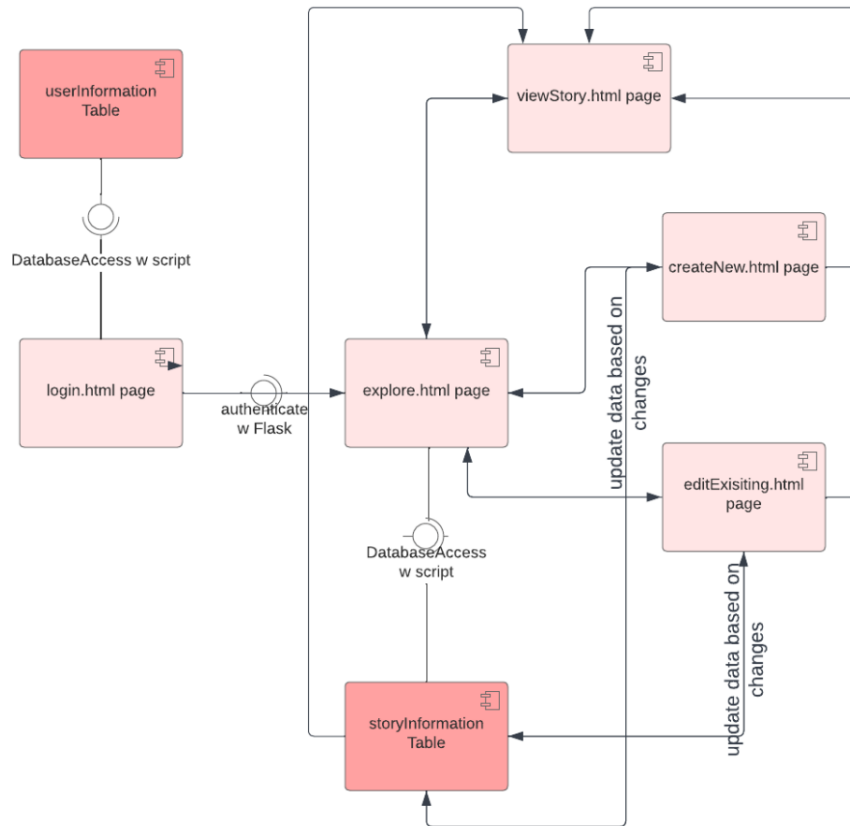 userInformation
Table
viewStory.html page
DatabaseAccess w script
createNew.html page
login.html page
authenticate
w Flask
explore.html page
update data based on
changes
editExisiting.html
page
DatabaseAccess
w script
update data based on
changes
storyInformation
Table